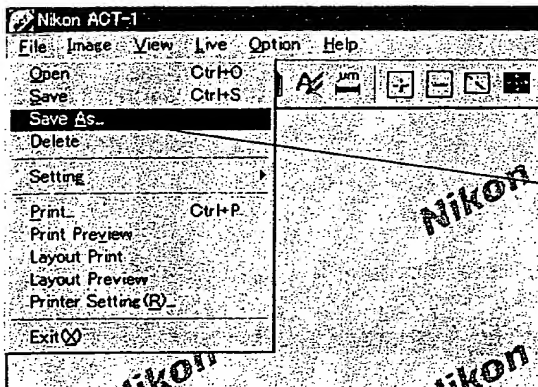 Nikon ACT-1
File Image View Live Option Help
Open Ctrl+O
Save Ctrl+S
Save As...
Delete
Setting
Print... Ctrl+P
Print Preview
Layout Print
Layout Preview
Printer Setting(R)...
Exit(X)
μm
Nikon
Nikon
Nikon